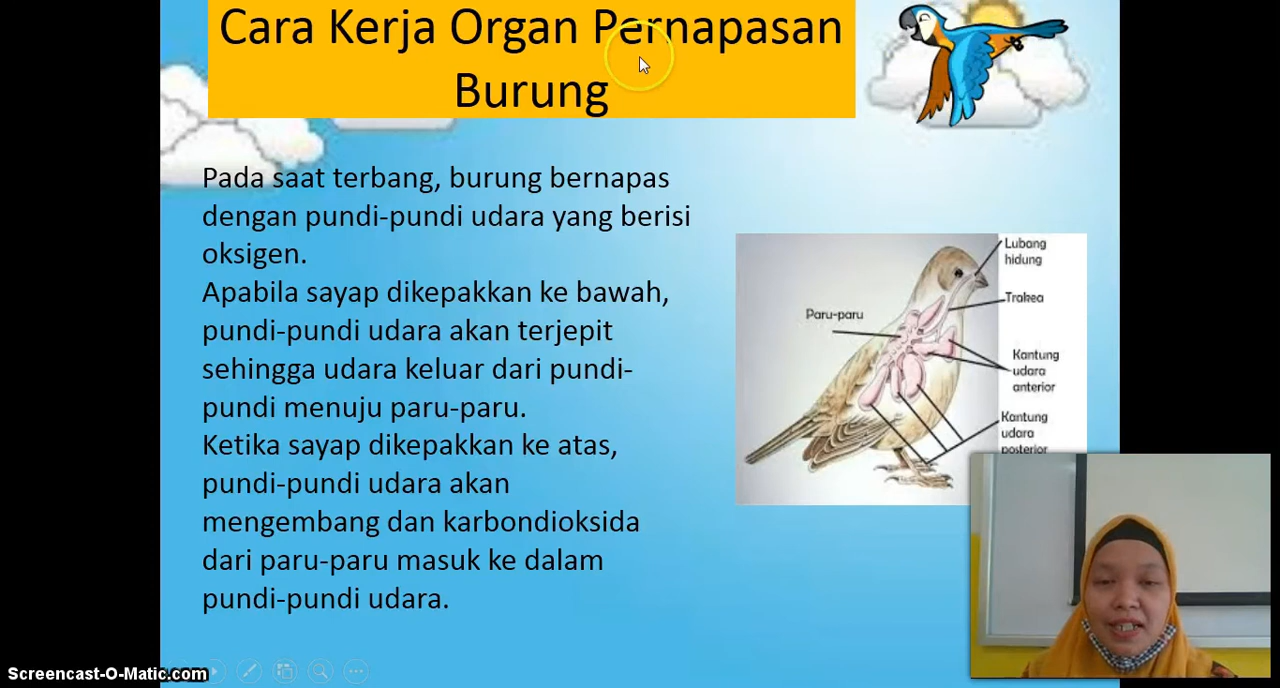 Cara Kerja Organ Pernapasan
Burung
Pada saat terbang, burung bernapas
dengan pundi-pundi udara yang berisi
oksigen.
Apabila sayap dikepakkan ke bawah,
pundi-pundi udara akan terjepit
sehingga udara keluar dari pundi-
pundi menuju paru-paru.
Ketika sayap dikepakkan ke atas,
pundi-pundi udara akan
mengembang dan karbondioksida
dari paru-paru masuk ke dalam
pundi-pundi udara.
Lubang
hidung
Trakea
Paru-paru
Kantung
udara
anterior
Kantung
udara
posterior
Screencast-O-Matic.com